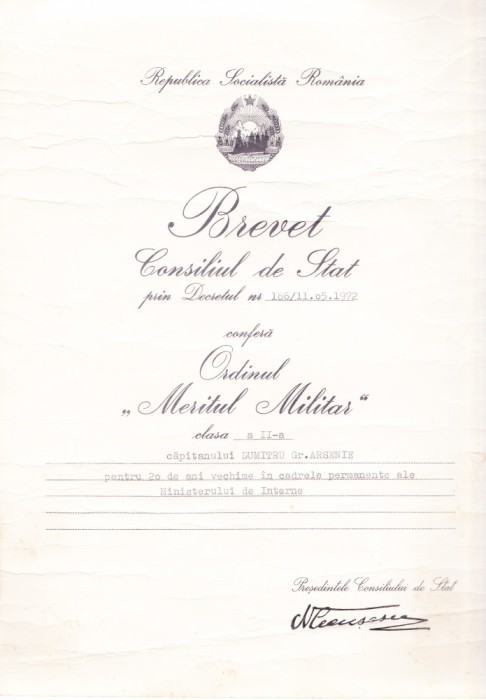 Republica Socialistă România
Brevet
Consiliul de Stat
prin Decretul nr 166/11.05.1972
conferă
Ordinul
„Meritul Militar“
clasa a II-a
căpitanului DUMITRU Gr.ARSENIE
pentru 2o de ani vechime în cadrele permanente ale
Ministerului de Interne
Președintele Consiliului de Stat